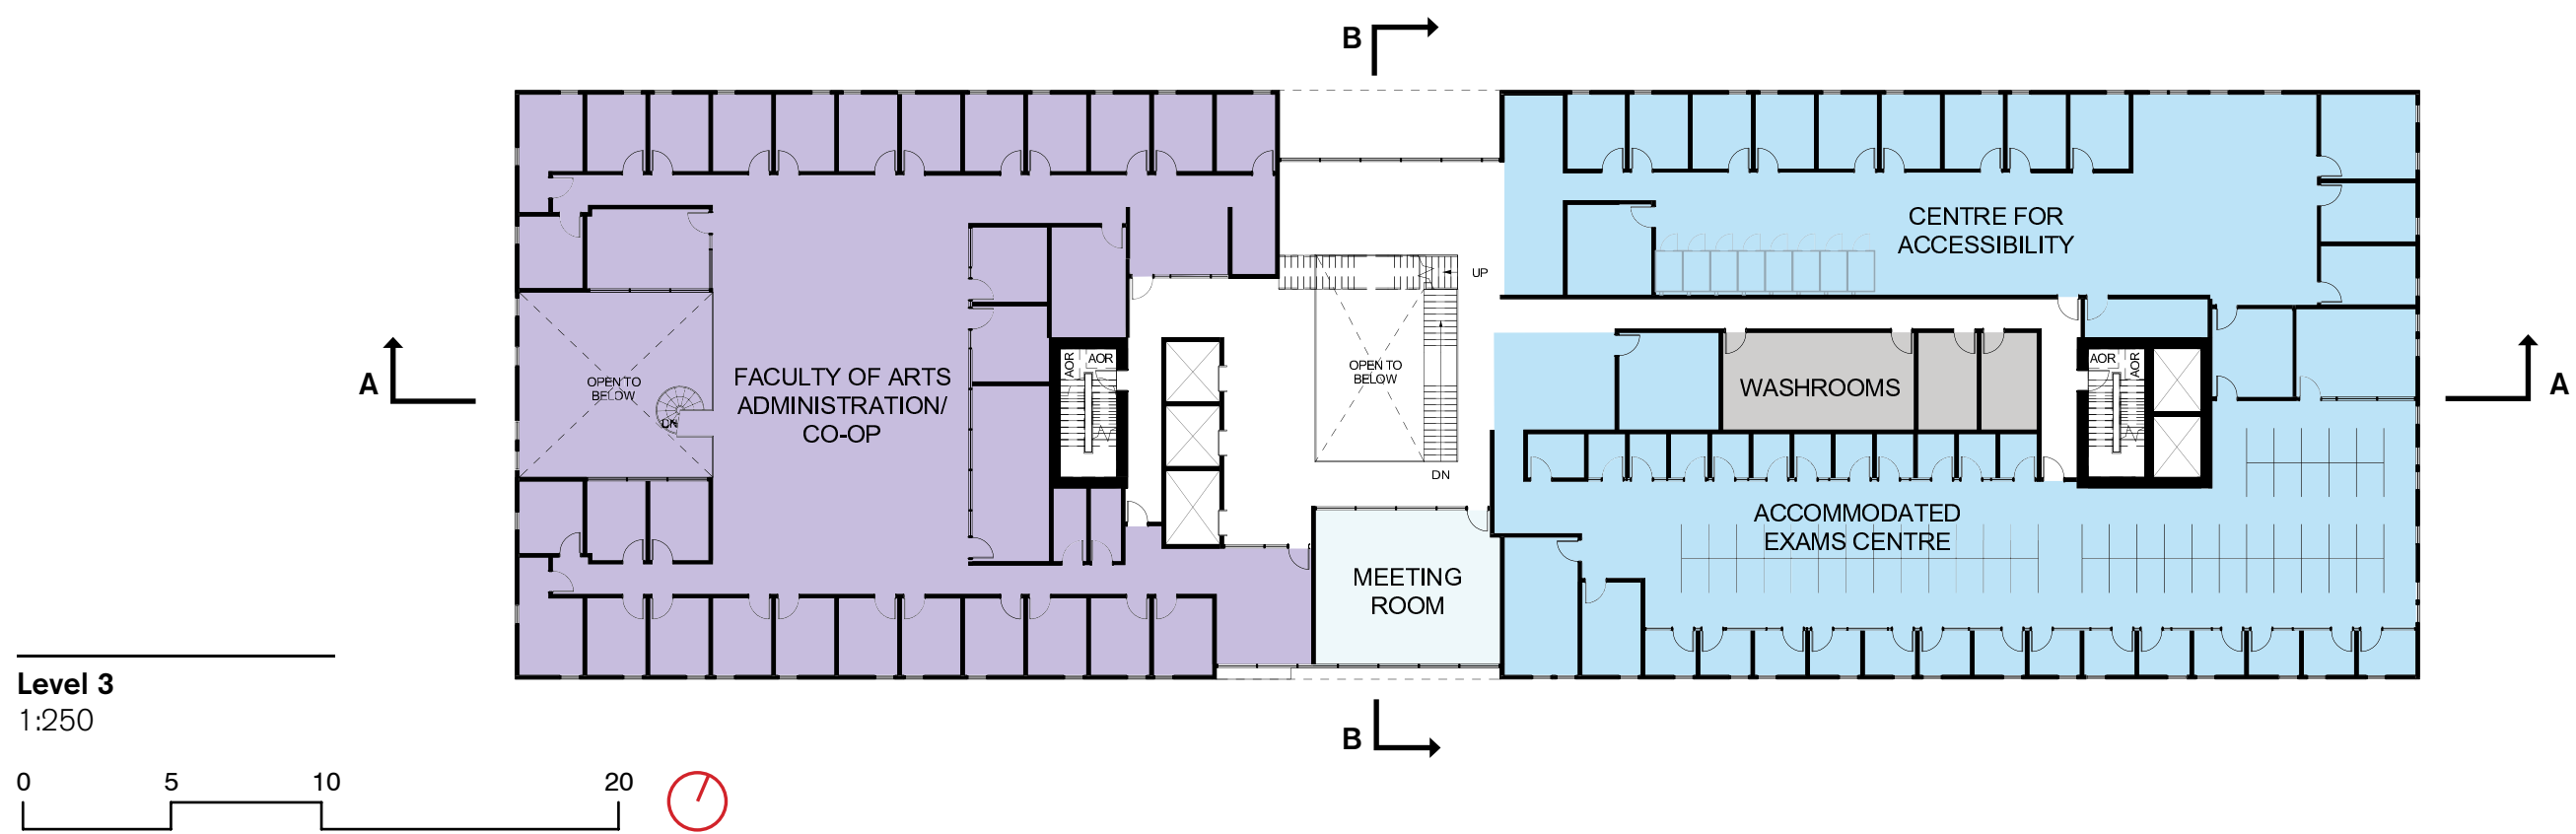 B
CENTRE FOR
ACCESSIBILITY
UP
OPEN TO
BELOW
DN
FACULTY OF ARTS
ADMINISTRATION/
CO-OP
AOR
AOR
OPEN TO
BELOW
DN
WASHROOMS
AOR
AOR
A
A
ACCOMMODATED
EXAMS CENTRE
MEETING
ROOM
B
Level 3
1:250
0 5 10 20